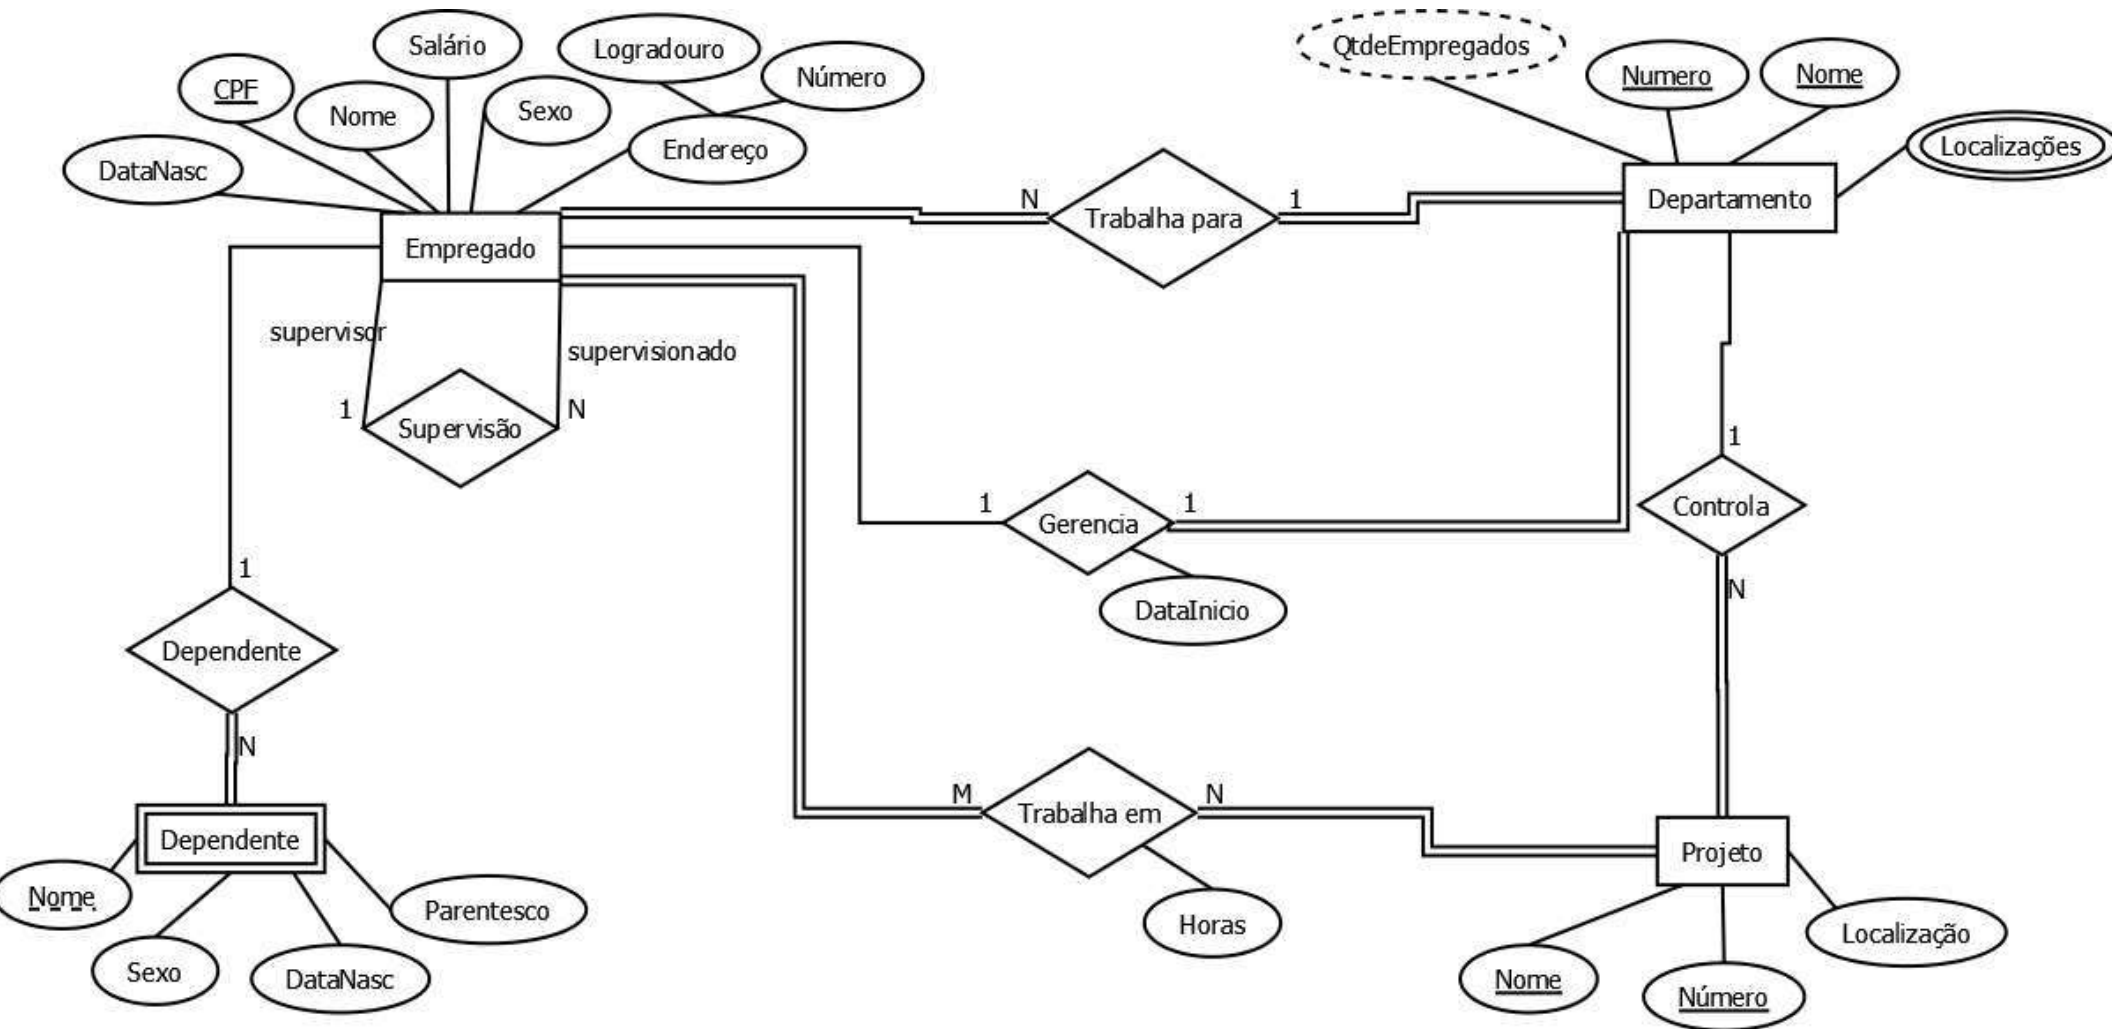 Salário
Logradouro
QtdeEmpregados
Número
Numero
Nome
CPF
Nome
Sexo
Endereço
Localizações
DataNasc
N
Trabalha para
1
Departamento
Empregado
supervisor
supervisionado
1
N
Supervisão
1
1
1
Gerencia
Controla
1
DataInicio
N
Dependente
N
M
N
Trabalha em
Dependente
Projeto
Nome
Parentesco
Horas
Localização
Sexo
DataNasc
Nome
Número